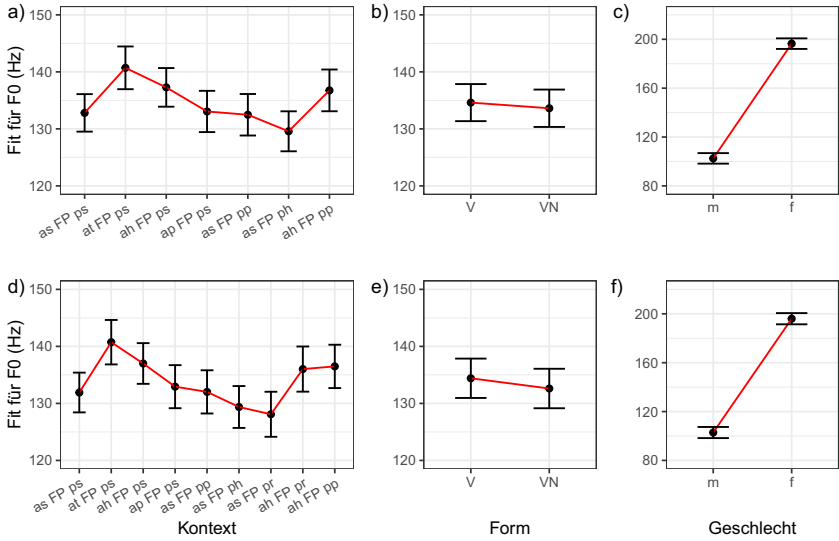 a)
b)
c)
Fit für F0 (Hz)
150
140
130
120
as FP ps
at FP ps
ah FP ps
ap FP ps
as FP pp
as FP ph
ah FP pp
150
140
130
120
V
VN
200
160
120
80
m
f
d)
e)
f)
Fit für F0 (Hz)
150
140
130
120
as FP ps
at FP ps
ah FP ps
ap FP ps
as FP pp
as FP ph
as FP pr
ah FP pr
ah FP pp
Kontext
150
140
130
120
V
VN
Form
200
160
120
80
m
f
Geschlecht